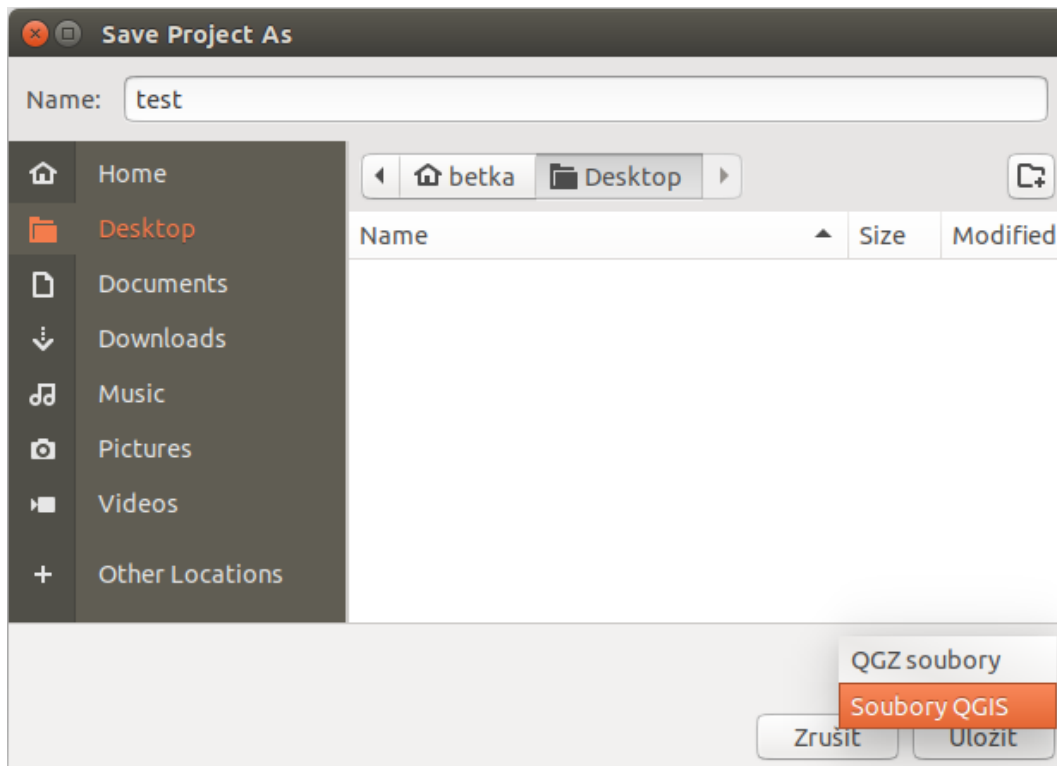 Save Project As
Name: test
Home
betka Desktop
Desktop
Name Size Modified
Documents
Downloads
Music
Pictures
Videos
Other Locations
QGZ soubory
Soubory QGIS
Zrušit Uložit